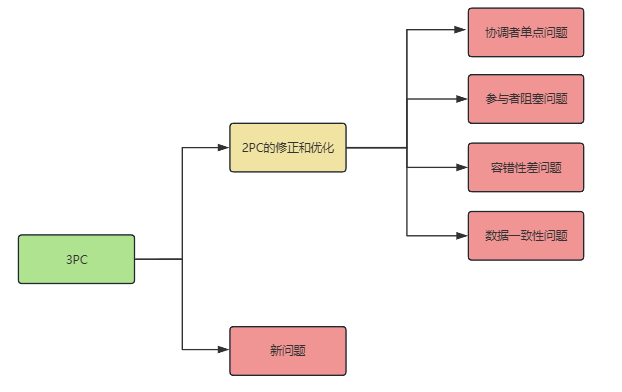 协调者单点问题
参与者阻塞问题
2PC的修正和优化
容错性差问题
数据一致性问题
3PC
新问题